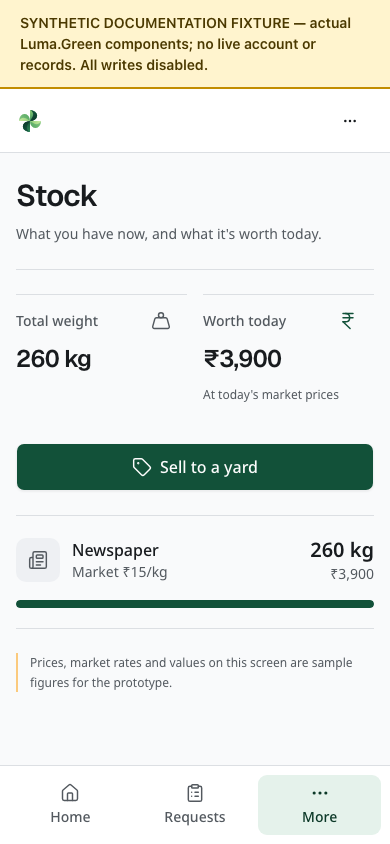 SYNTHETIC DOCUMENTATION FIXTURE — actual
Luma.Green components; no live account or
records. All writes disabled.
Stock
What you have now, and what it's worth today.
Total weight
260 kg
Worth today
₹
₹3,900
At today's market prices
Sell to a yard
Newspaper
Market ₹15/kg
260 kg
₹3,900
Prices, market rates and values on this screen are sample
figures for the prototype.
Home
Requests
More